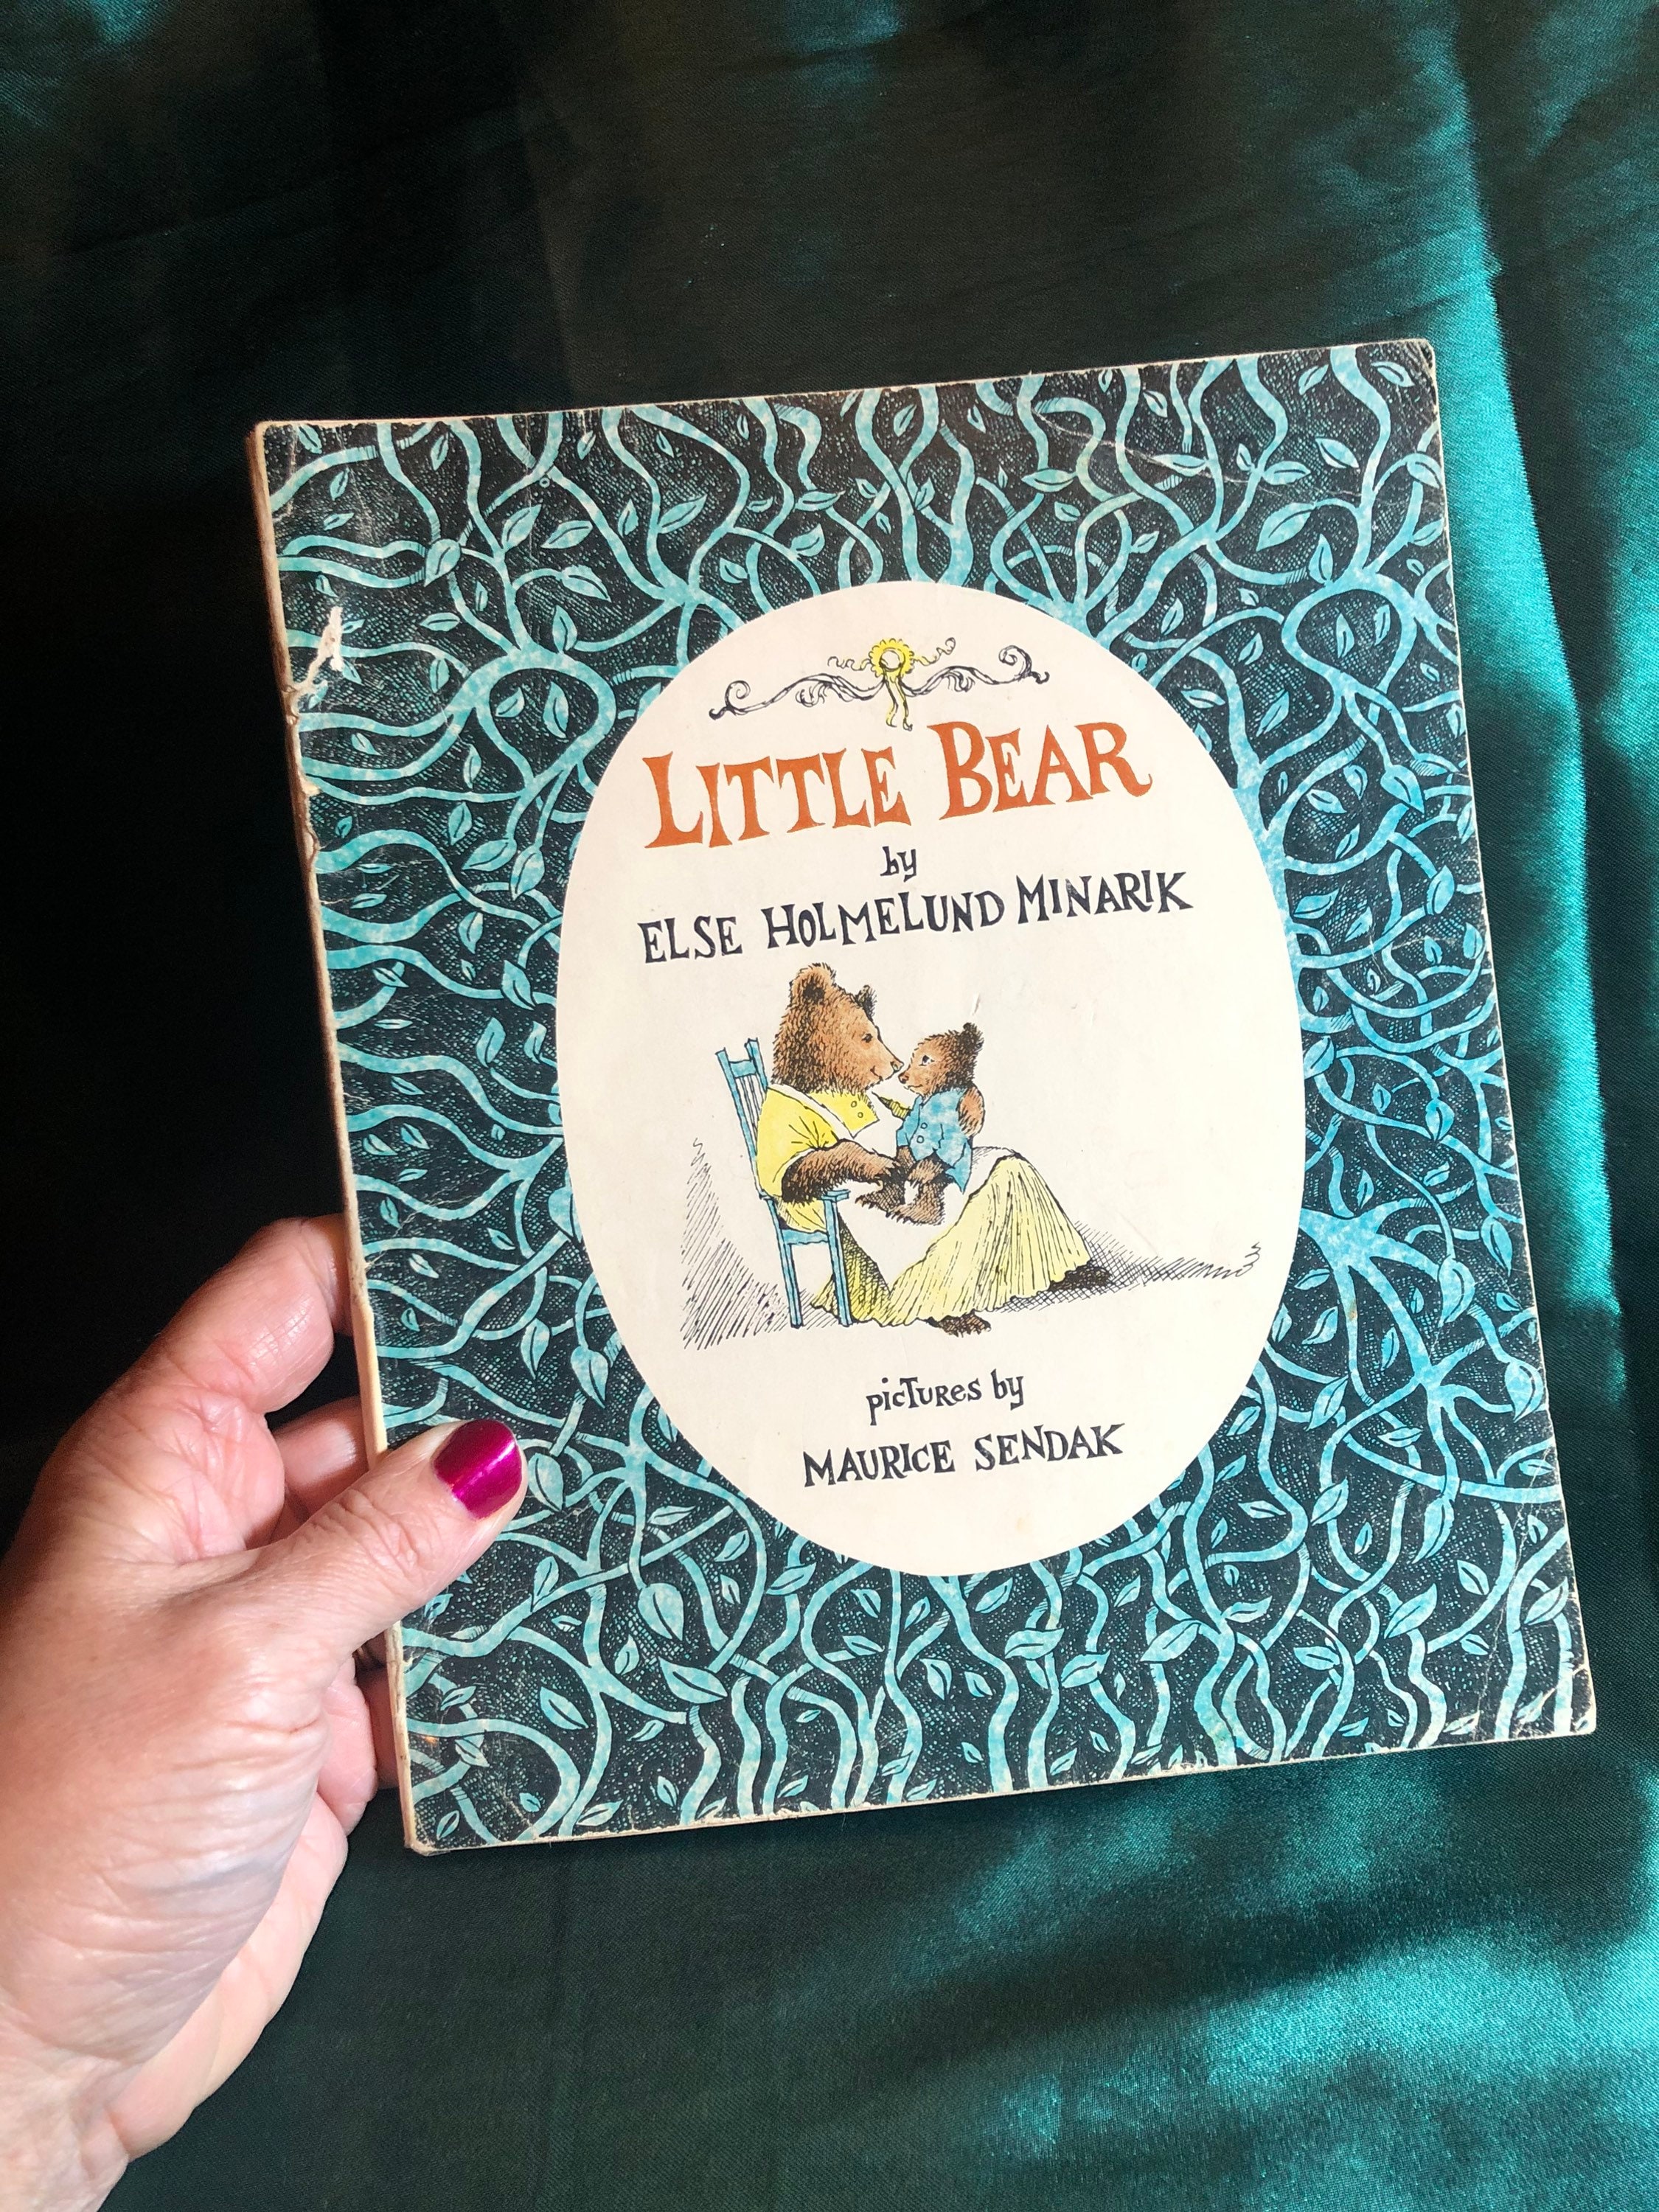 LITTLE BEAR
by
ELSE HOLMELUND MINARIK
pictures by
MAURICE SENDAK